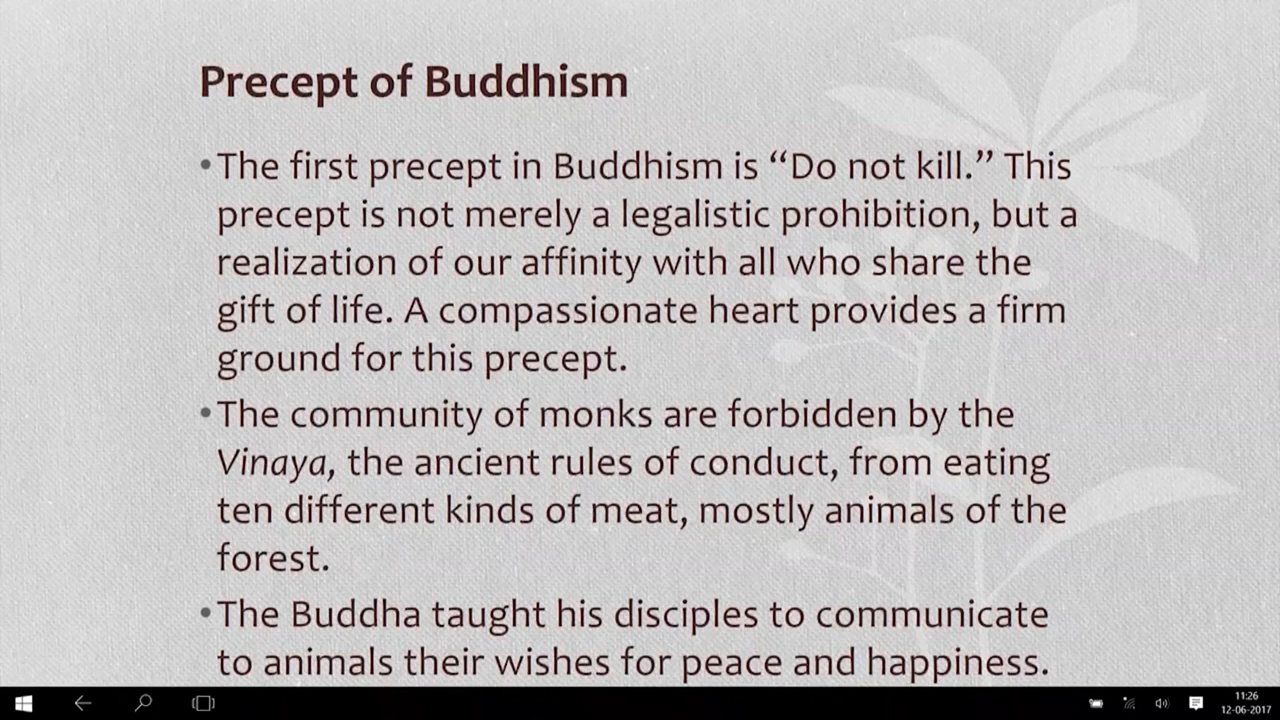 Precept of Buddhism
•The first precept in Buddhism is “Do not kill.” This
precept is not merely a legalistic prohibition, but a
realization of our affinity with all who share the
gift of life. A compassionate heart provides a firm
ground for this precept.
•The community of monks are forbidden by the
Vinaya, the ancient rules of conduct, from eating
ten different kinds of meat, mostly animals of the
forest.
•The Buddha taught his disciples to communicate
to animals their wishes for peace and happiness.
11:26
12-06-2017